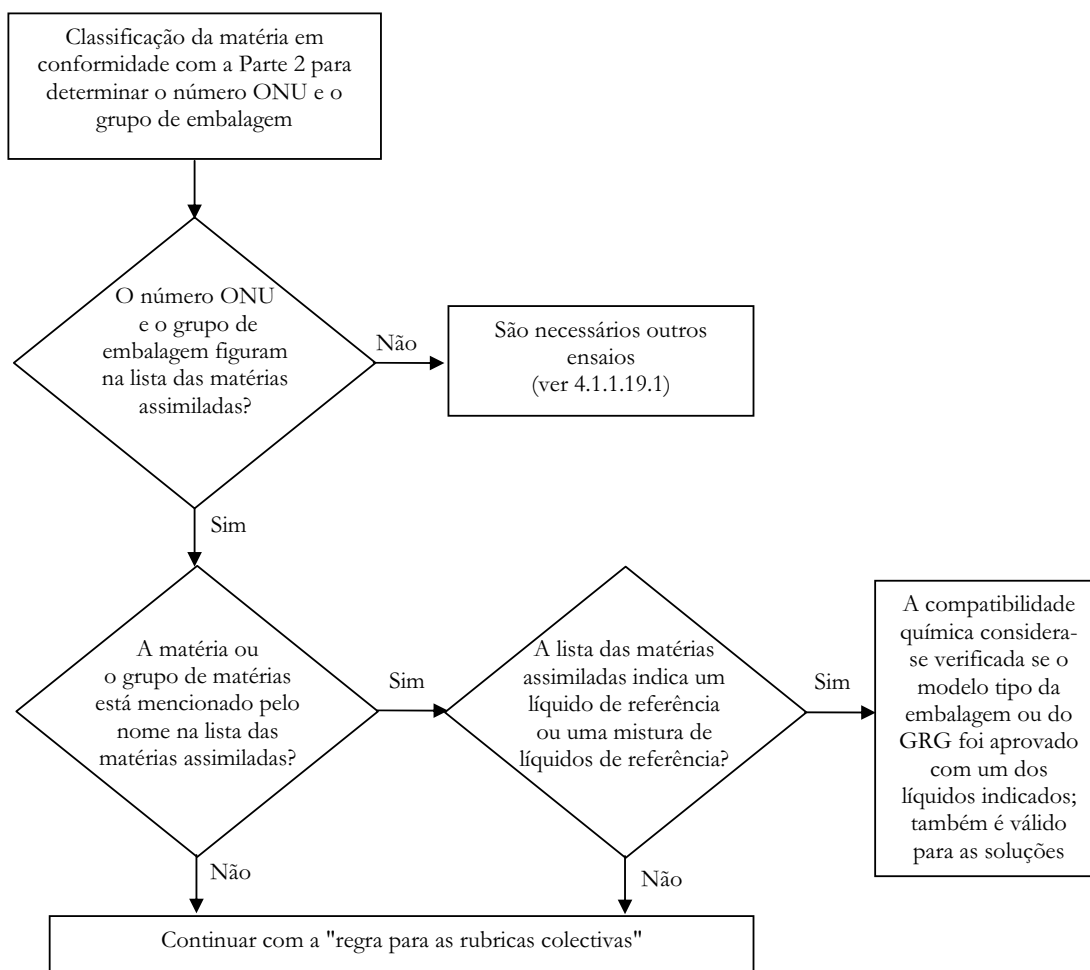 Classificação da matéria em
conformidade com a Parte 2 para
determinar o número ONU e o
grupo de embalagem
O número ONU
e o grupo de
embalagem figuram
na lista das matérias
assimiladas?
Não
São necessários outros
ensaios
(ver 4.1.1.19.1)
Sim
A matéria ou
o grupo de matérias
está mencionado pelo
nome na lista das
matérias assimiladas?
Sim
A lista das matérias
assimiladas indica um
líquido de referência
ou uma mistura de
líquidos de referência?
Sim
A compatibilidade
química considera-
se verificada se o
modelo tipo da
embalagem ou do
GRG foi aprovado
com um dos
líquidos indicados;
também é válido
para as soluções
Não
Não
Continuar com a "regra para as rubricas colectivas"